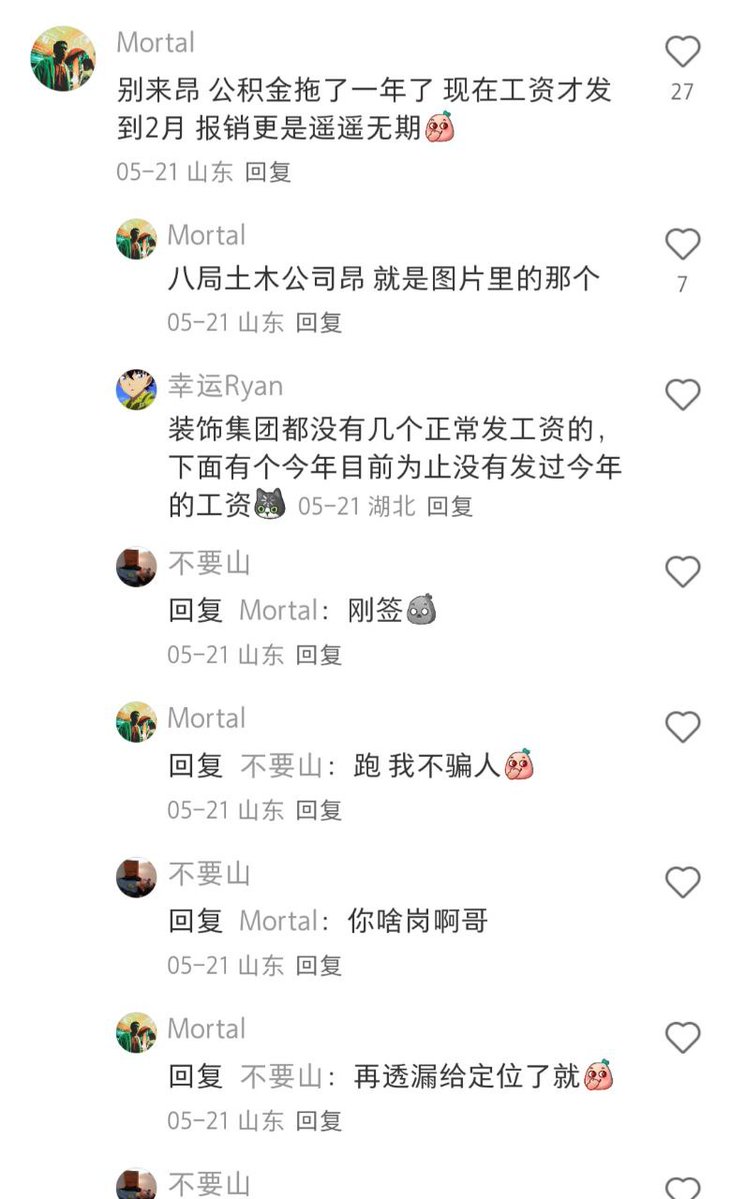 Mortal
别来昂 公积金拖了一年了 现在工资才发
到2月 报销更是遥遥无期
27
05-21 山东 回复
Mortal
八局土木公司昂 就是图片里的那个
7
05-21 山东 回复
幸运Ryan
装饰集团都没有几个正常发工资的，
下面有个今年目前为止没有发过今年
的工资 05-21 湖北 回复
不要山
回复 Mortal：刚签
05-21 山东 回复
Mortal
回复 不要山：跑 我不骗人
05-21 山东 回复
不要山
回复 Mortal：你啥岗啊哥
05-21 山东 回复
Mortal
回复 不要山：再透漏给定位了就
05-21 山东 回复
不要山